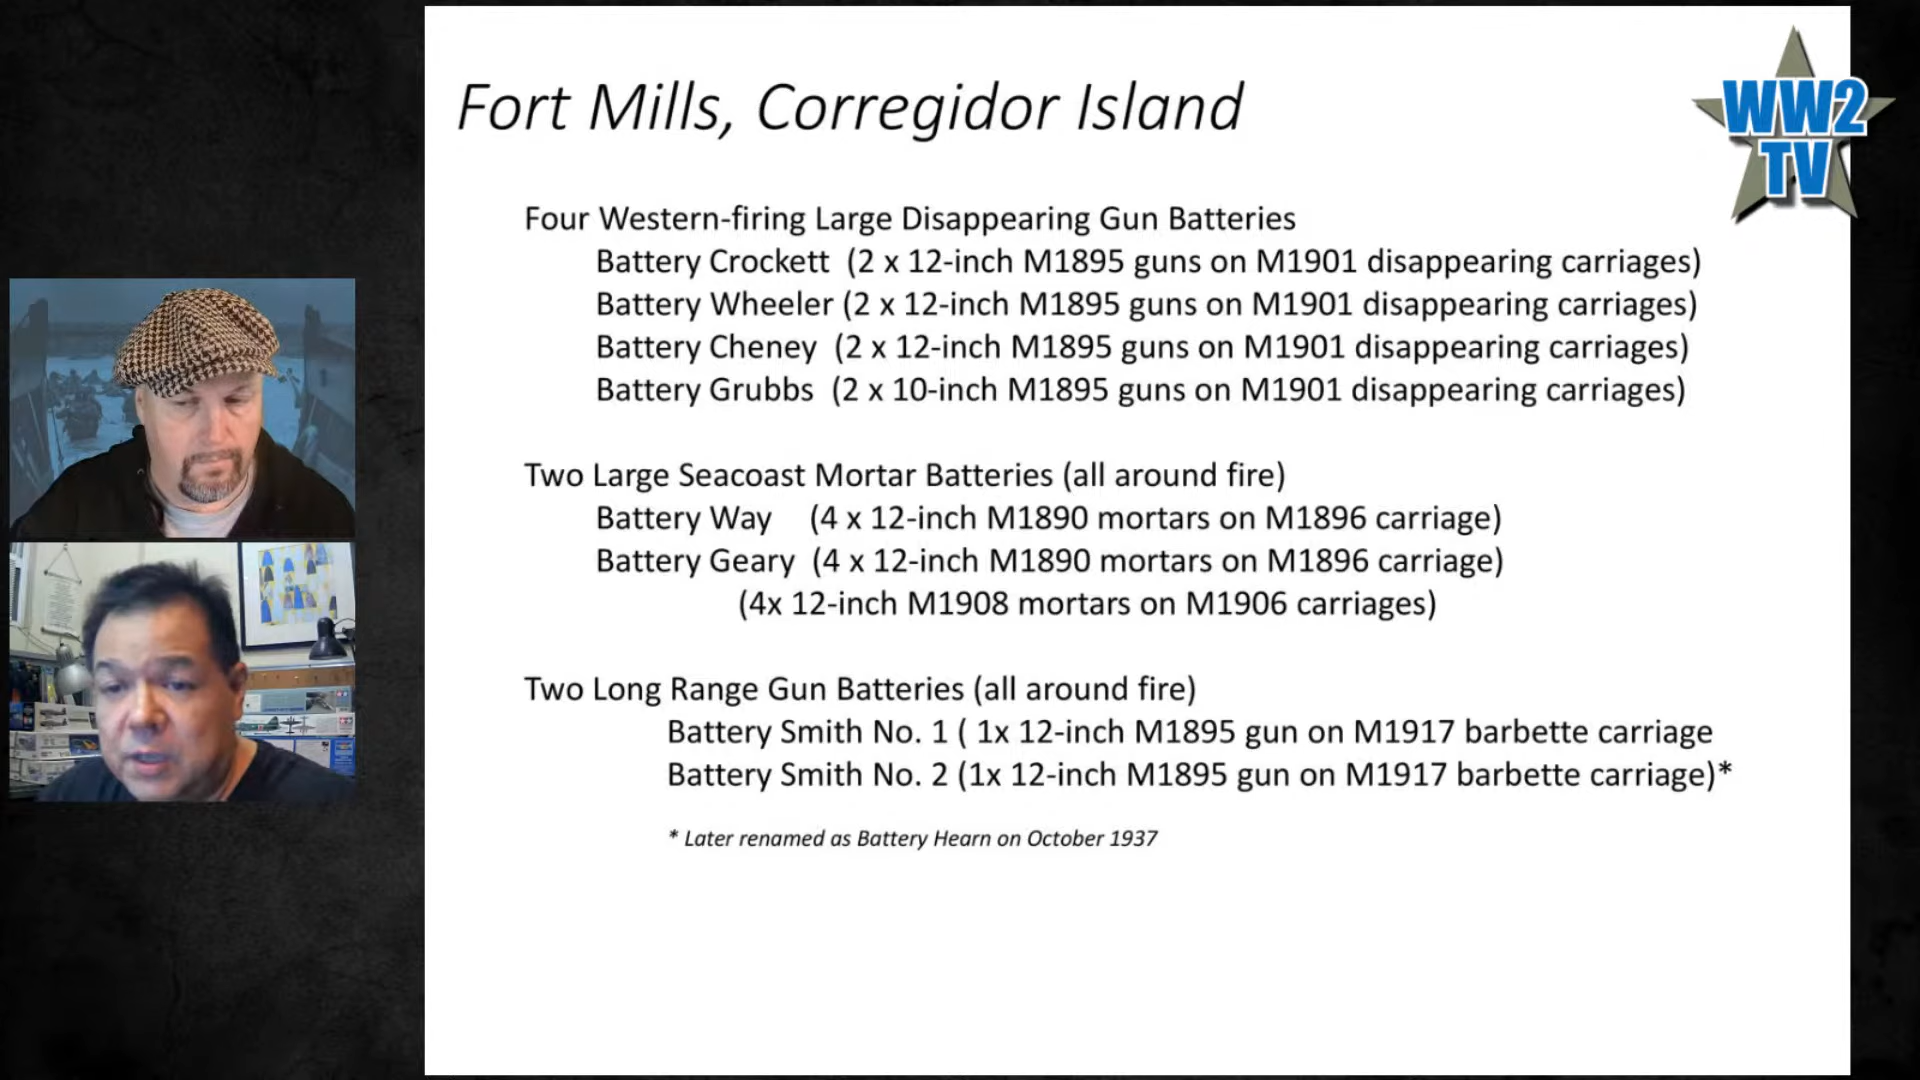 Fort Mills, Corregidor Island
WW2
TV
Four Western-firing Large Disappearing Gun Batteries
Battery Crockett (2 x 12-inch M1895 guns on M1901 disappearing carriages)
Battery Wheeler (2 x 12-inch M1895 guns on M1901 disappearing carriages)
Battery Cheney (2 x 12-inch M1895 guns on M1901 disappearing carriages)
Battery Grubbs (2 x 10-inch M1895 guns on M1901 disappearing carriages)
Two Large Seacoast Mortar Batteries (all around fire)
Battery Way (4 x 12-inch M1890 mortars on M1896 carriage)
Battery Geary (4 x 12-inch M1890 mortars on M1896 carriage)
(4x 12-inch M1908 mortars on M1906 carriages)
Two Long Range Gun Batteries (all around fire)
Battery Smith No. 1 ( 1x 12-inch M1895 gun on M1917 barbette carriage
Battery Smith No. 2 (1x 12-inch M1895 gun on M1917 barbette carriage)*
* Later renamed as Battery Hearn on October 1937